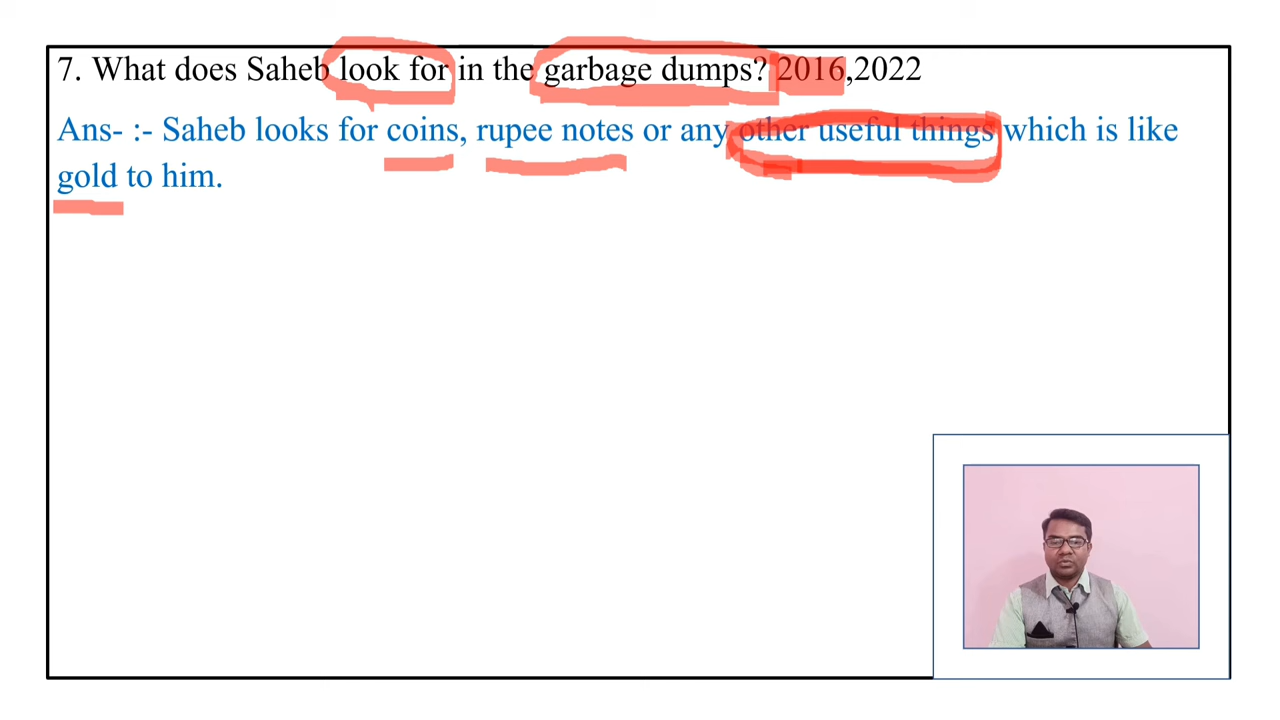 7. What does Saheb look for in the garbage dumps? 2016,2022
Ans- :- Saheb looks for coins, rupee notes or any other useful things which is like
gold to him.